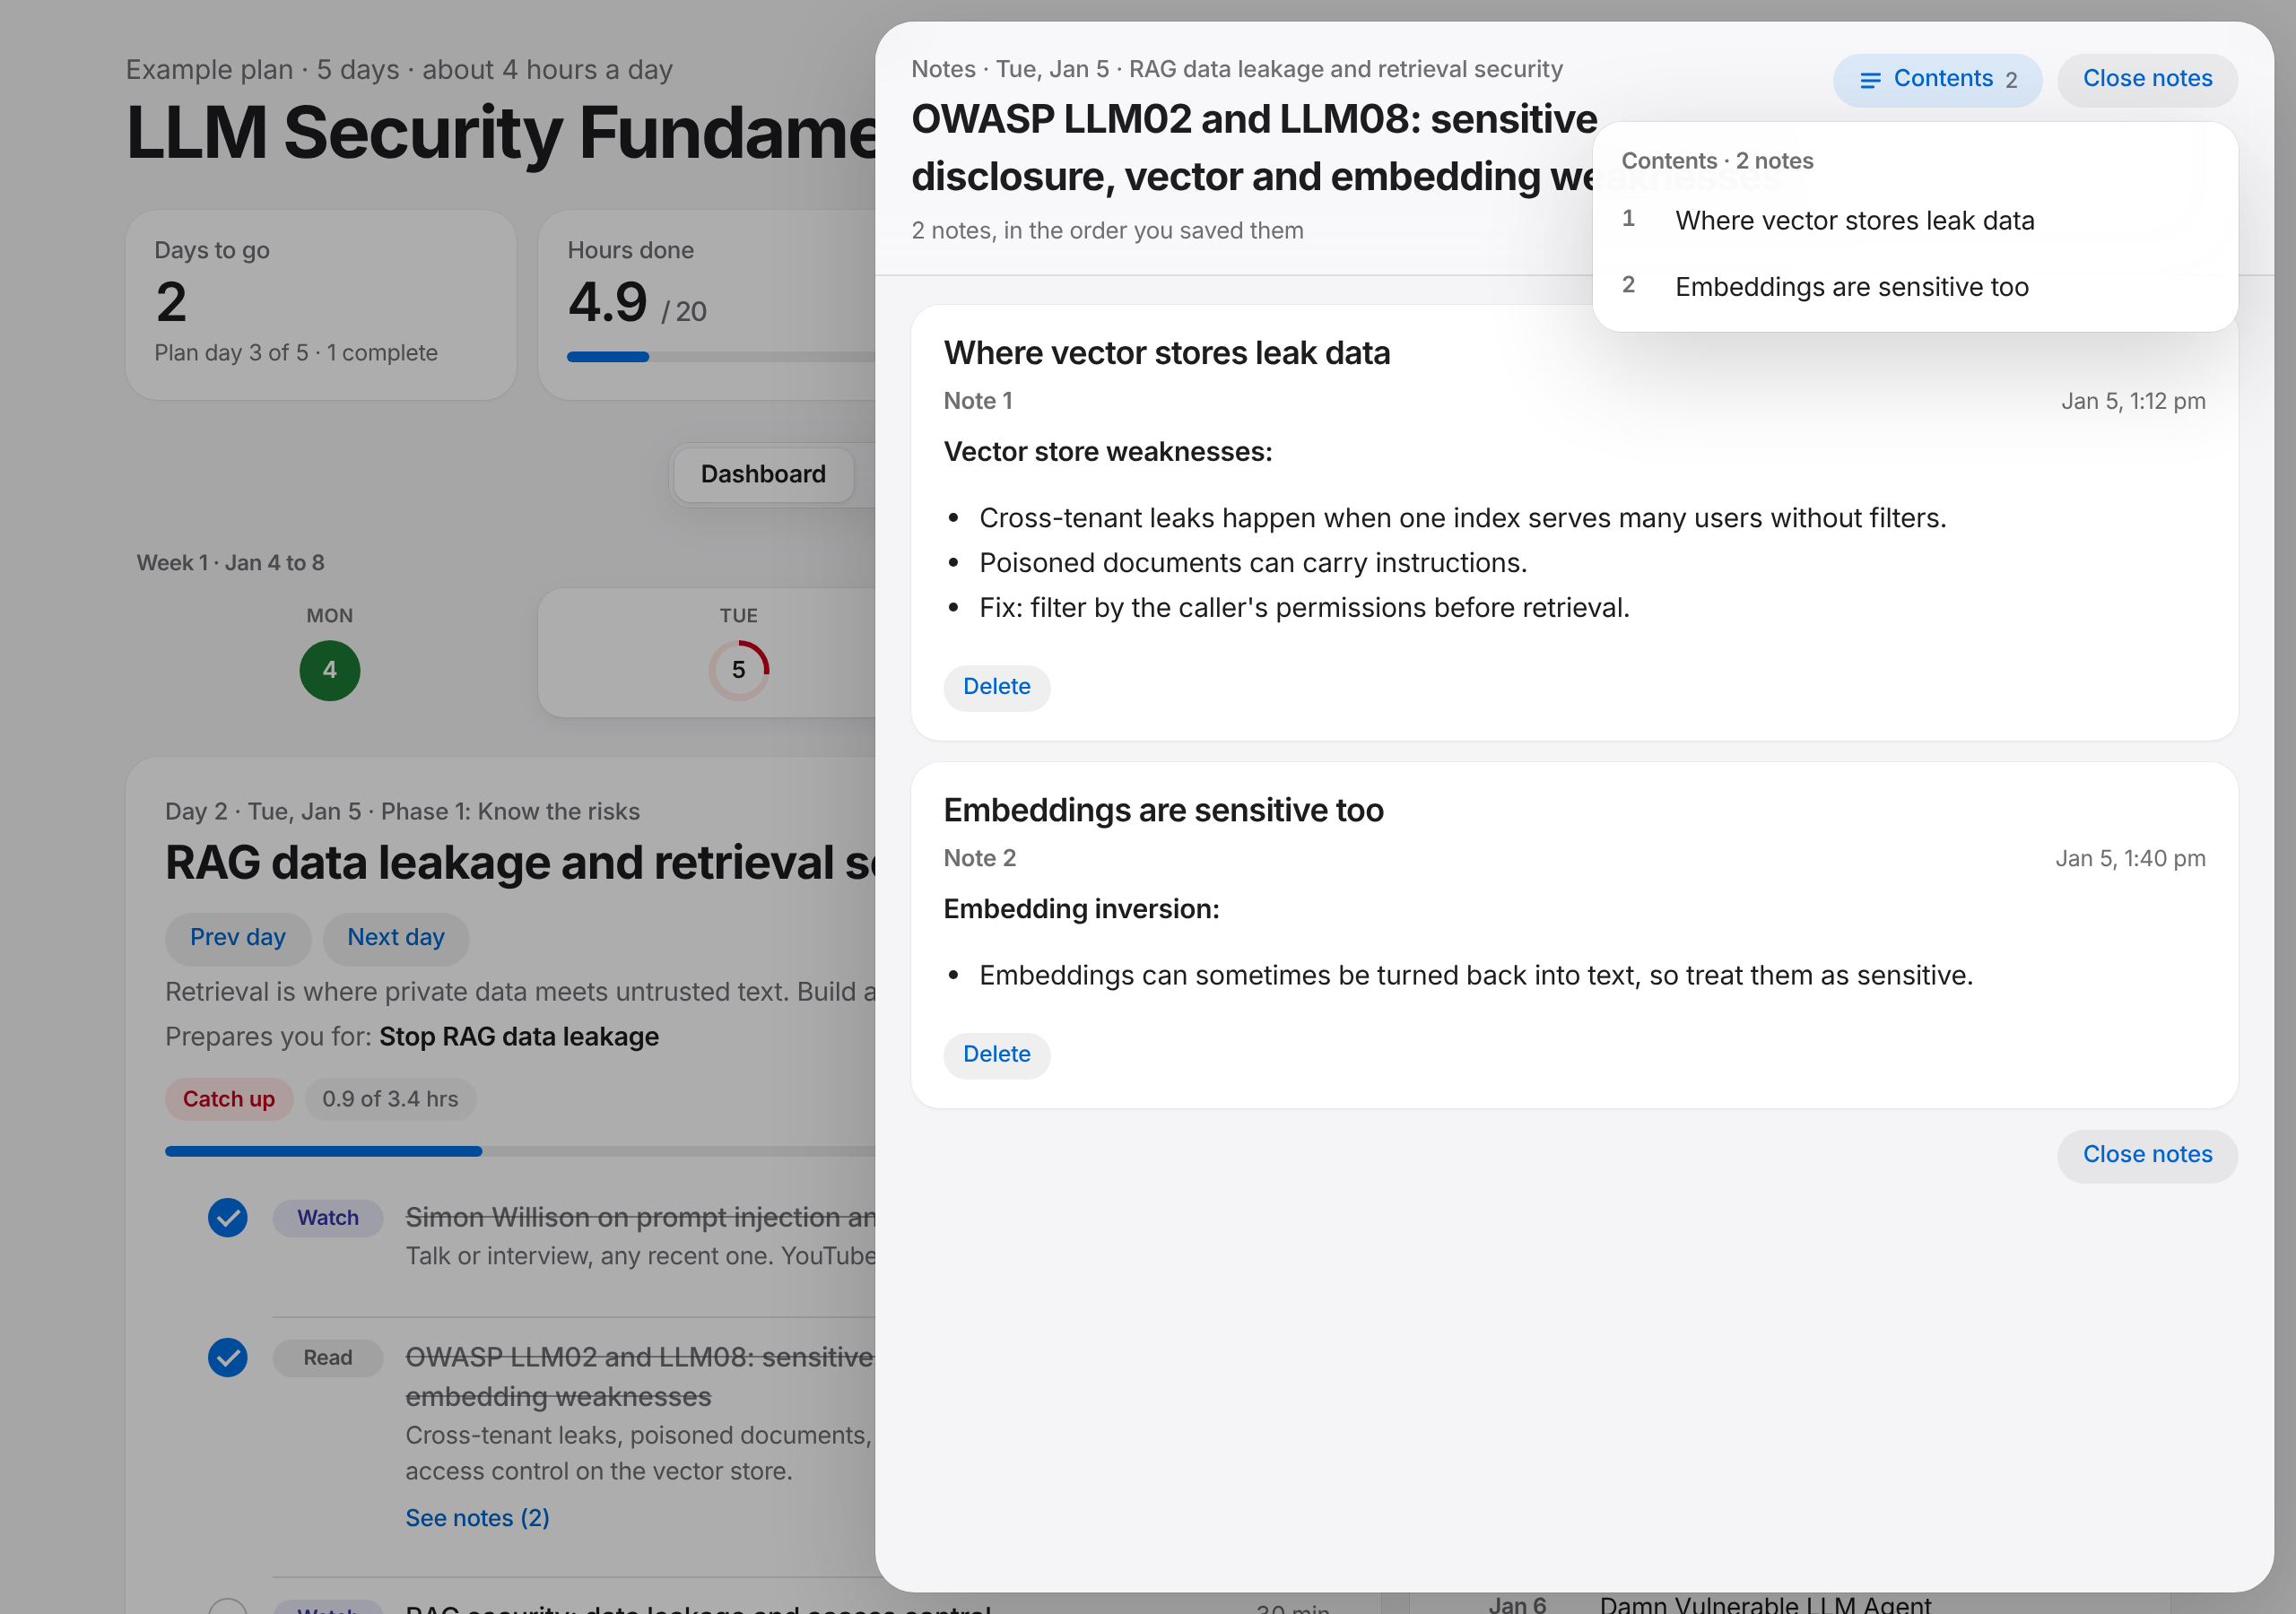 Example plan · 5 days · about 4 hours a day
LLM Security Fundame
Days to go
2
Plan day 3 of 5 · 1 complete
Hours done
4.9 / 20
Dashboard
Week 1 · Jan 4 to 8
MON
4
TUE
5
Day 2 · Tue, Jan 5 · Phase 1: Know the risks
RAG data leakage and retrieval se
Prev day
Next day
Retrieval is where private data meets untrusted text. Build a
Prepares you for: Stop RAG data leakage
Catch up
0.9 of 3.4 hrs
Watch
Simon Willison on prompt injection an
Talk or interview, any recent one. YouTube
Read
OWASP LLM02 and LLM08: sensitive
embedding weaknesses
Cross-tenant leaks, poisoned documents,
access control on the vector store.
See notes (2)
Watch
RAG security: data leakage and access control
30 min
Jan 6
Damn Vulnerable LLM Agent
Notes · Tue, Jan 5 · RAG data leakage and retrieval security
OWASP LLM02 and LLM08: sensitive
disclosure, vector and embedding weaknesses
2 notes, in the order you saved them
Contents 2
Close notes
Contents · 2 notes
1 Where vector stores leak data
2 Embeddings are sensitive too
Where vector stores leak data
Note 1
Jan 5, 1:12 pm
Vector store weaknesses:
• Cross-tenant leaks happen when one index serves many users without filters.
• Poisoned documents can carry instructions.
• Fix: filter by the caller's permissions before retrieval.
Delete
Embeddings are sensitive too
Note 2
Jan 5, 1:40 pm
Embedding inversion:
• Embeddings can sometimes be turned back into text, so treat them as sensitive.
Delete
Close notes